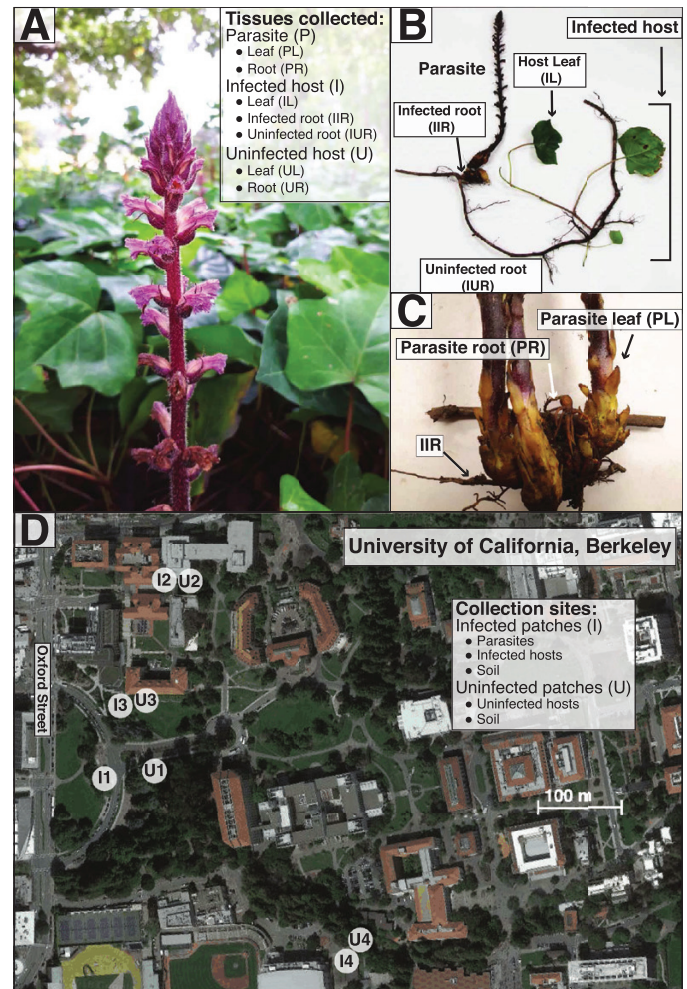 A
Tissues collected:
Parasite (P)
● Leaf (PL)
● Root (PR)
Infected host (I)
● Leaf (IL)
● Infected root (IIR)
● Uninfected root (IUR)
Uninfected host (U)
● Leaf (UL)
● Root (UR)
B
Infected host
Parasite
Host Leaf
(IL)
Infected root
(IIR)
Uninfected root
(IUR)
C
Parasite leaf (PL)
Parasite root (PR)
IIR
D
University of California, Berkeley
I2
U2
Collection sites:
Infected patches (I)
● Parasites
● Infected hosts
● Soil
Uninfected patches (U)
● Uninfected hosts
● Soil
Oxford Street
I3
U3
I1
U1
100 m
U4
I4